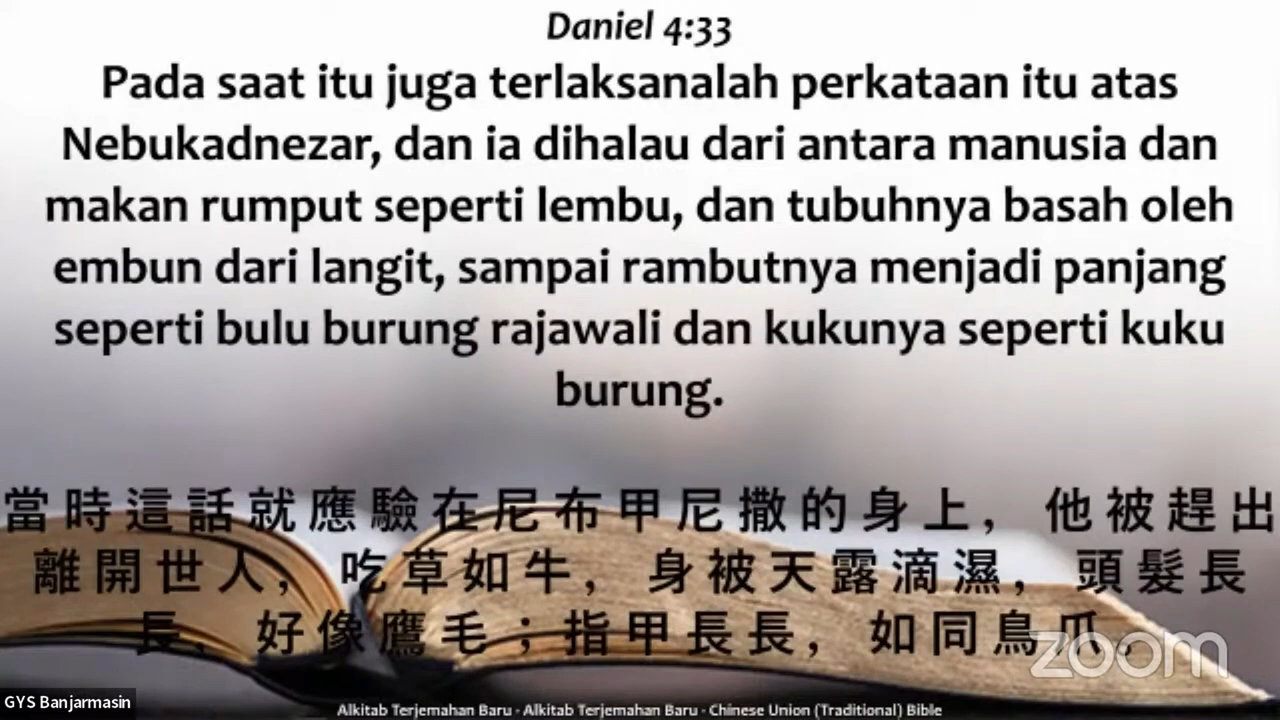 Daniel 4:33
Pada saat itu juga terlaksanalah perkataan itu atas
Nebukadnezar, dan ia dihalau dari antara manusia dan
makan rumput seperti lembu, dan tubuhnya basah oleh
embun dari langit, sampai rambutnya menjadi panjang
seperti bulu burung rajawali dan kukunya seperti kuku
burung.
當時這話就應驗在尼布甲尼撒的身上，他被趕出
離開世人，吃草如牛，身被天露滴濕，頭髮長
長，好像鷹毛；指甲長長，如同鳥爪。
zoom
GYS Banjarmasin
Alkitab Terjemahan Baru - Alkitab Terjemahan Baru - Chinese Union (Traditional) Bible